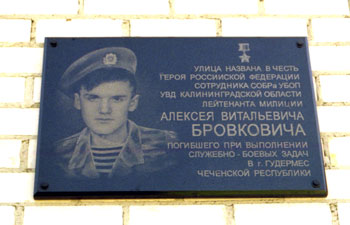 УЛИЦА НАЗВАНА В ЧЕСТЬ
ГЕРОЯ РОССИЙСКОЙ ФЕДЕРАЦИИ
СОТРУДНИКА СОБРа УБОП
УВД КАЛИНИНГРАДСКОЙ ОБЛАСТИ
ЛЕЙТЕНАНТА МИЛИЦИИ
АЛЕКСЕЯ ВИТАЛЬЕВИЧА
БРОВКОВИЧА
ПОГИБШЕГО ПРИ ВЫПОЛНЕНИИ
СЛУЖЕБНО - БОЕВЫХ ЗАДАЧ
В г. ГУДЕРМЕС
ЧЕЧЕНСКОЙ РЕСПУБЛИКИ